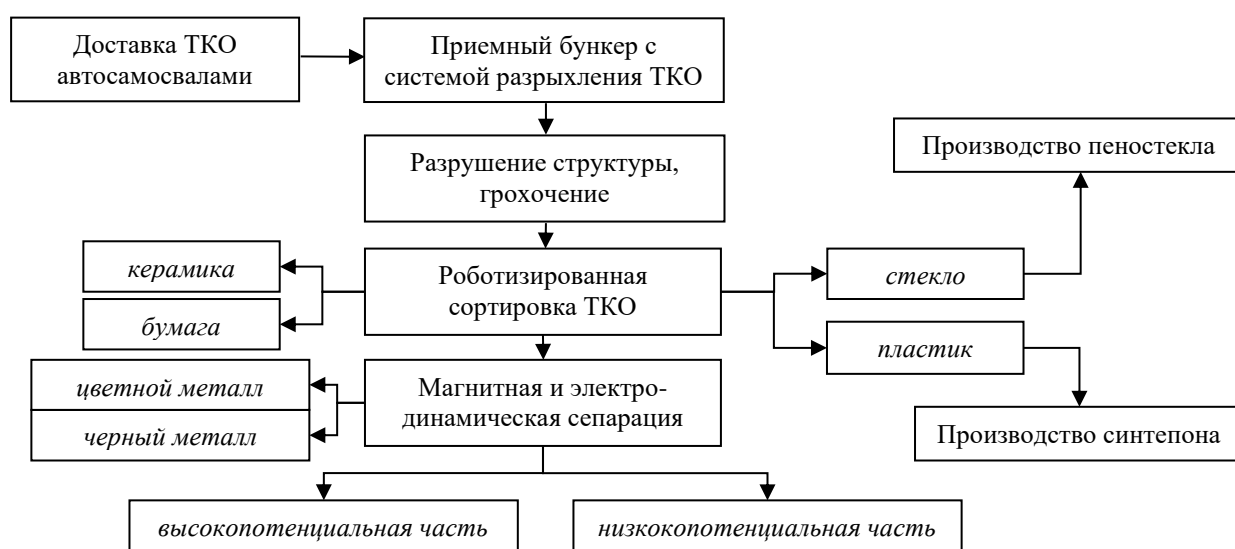 Доставка ТКО
автосамосвалами
Приемный бункер с
системой разрыхления ТКО
Разрушение структуры,
грохочение
Производство пеностекла
керамика
бумага
Роботизированная
сортировка ТКО
стекло
пластик
цветной металл
черный металл
Магнитная и электро-
динамическая сепарация
Производство синтепона
высокопотенциальная часть
низкокопотенциальная часть